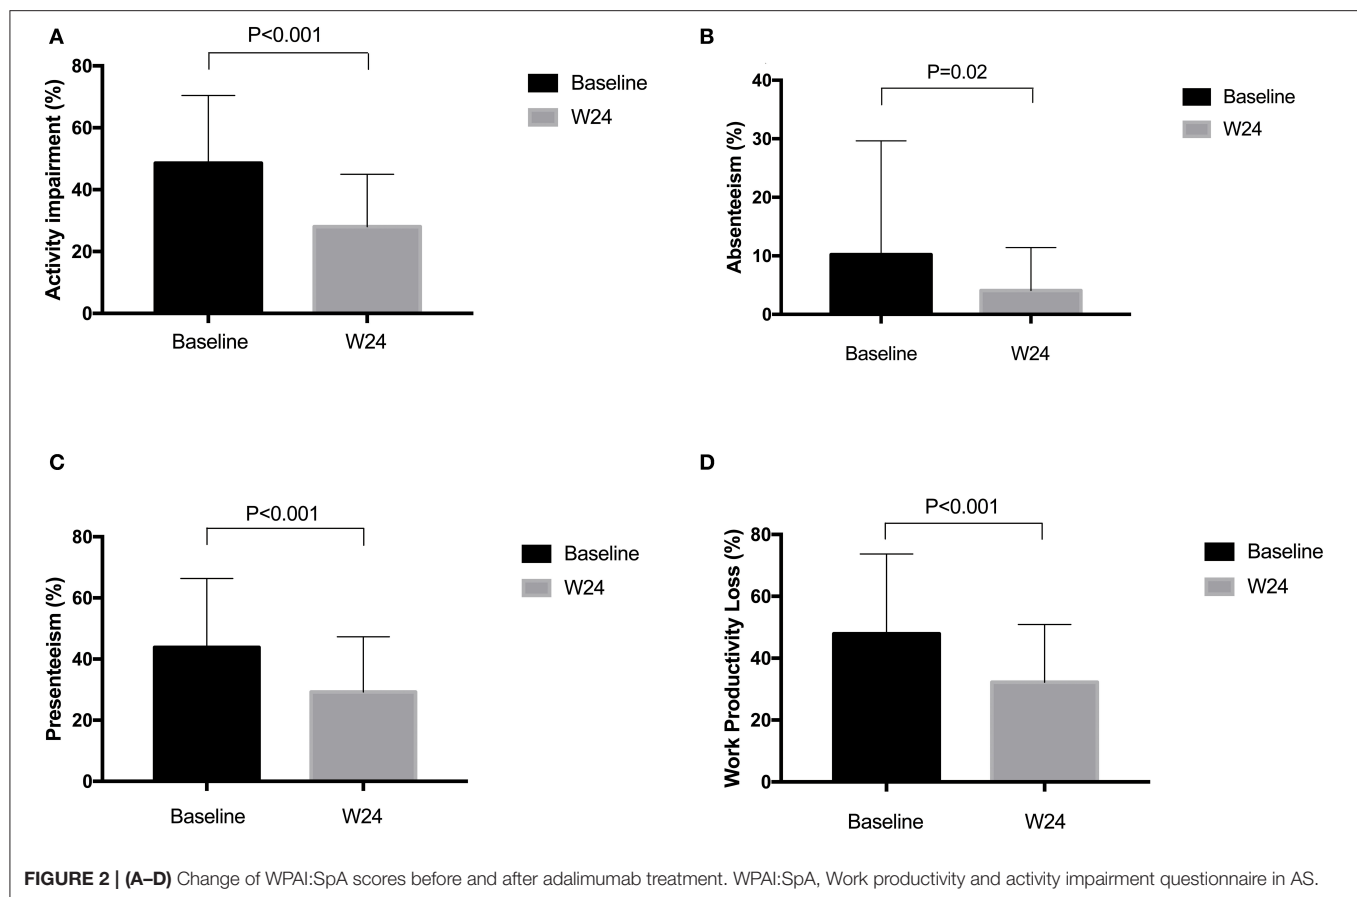 A
P<0.001
80
60
40
20
0
Activity impairment (%)
Baseline
W24
Baseline
W24
B
P=0.02
40
30
20
10
0
Absenteeism (%)
Baseline
W24
Baseline
W24
C
P<0.001
80
60
40
20
0
Presenteeism (%)
Baseline
W24
Baseline
W24
D
P<0.001
80
60
40
20
0
Work Productivity Loss (%)
Baseline
W24
Baseline
W24
FIGURE 2 | (A–D) Change of WPAI:SpA scores before and after adalimumab treatment. WPAI:SpA, Work productivity and activity impairment questionnaire in AS.